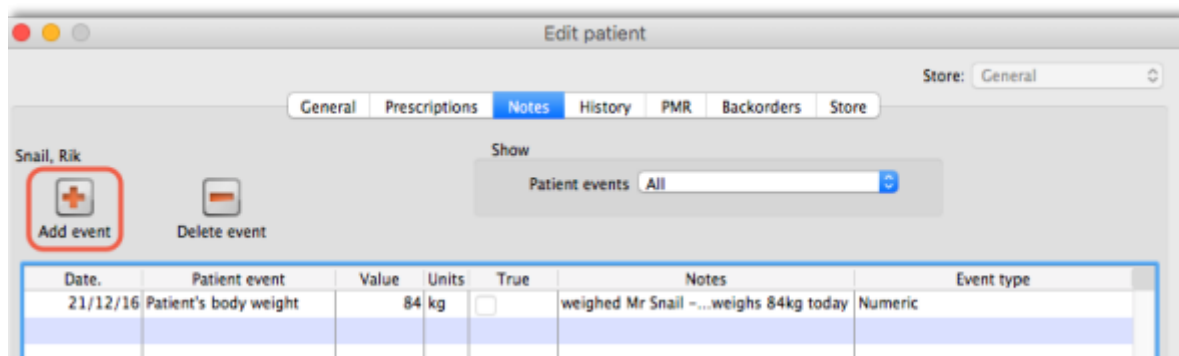 Edit patient
Store: General
General Prescriptions Notes History PMR Backorders Store
Snail, Rik
Show
Patient events All
Add event Delete event
Date. Patient event Value Units True Notes Event type
21/12/16 Patient's body weight 84 kg weighed Mr Snail -...weighs 84kg today Numeric